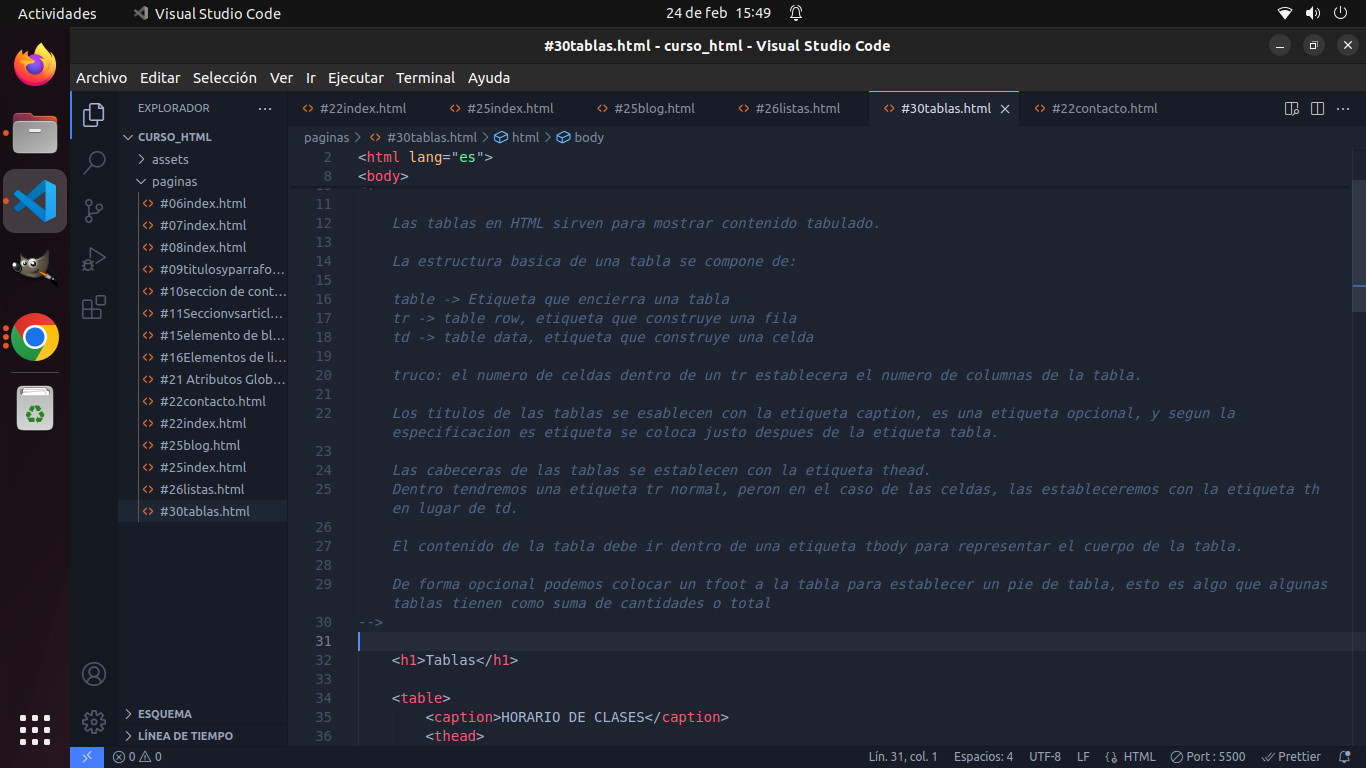 Actividades
Visual Studio Code
24 de feb 15:49
#30tablas.html - curso_html - Visual Studio Code
Archivo Editar Selección Ver Ir Ejecutar Terminal Ayuda
EXPLORADOR
CURSO_HTML
assets
paginas
#06index.html
#07index.html
#08index.html
#09titulosyparrafo...
#10seccion de cont...
#11Seccionvsarticl...
#15elemento de bl...
#16Elementos de li...
#21 Atributos Glob...
#22contacto.html
#22index.html
#25blog.html
#25index.html
#26listas.html
#30tablas.html
ESQUEMA
LÍNEA DE TIEMPO
#22index.html #25index.html #25blog.html #26listas.html #30tablas.html #22contacto.html
paginas > #30tablas.html > html > body
2 <html lang="es">
8 <body>
11
12 Las tablas en HTML sirven para mostrar contenido tabulado.
13
14 La estructura basica de una tabla se compone de:
15
16 table -> Etiqueta que encierra una tabla
17 tr -> table row, etiqueta que construye una fila
18 td -> table data, etiqueta que construye una celda
19
20 truco: el numero de celdas dentro de un tr establecera el numero de columnas de la tabla.
21
22 Los titulos de las tablas se esablecen con la etiqueta caption, es una etiqueta opcional, y segun la
especificacion es etiqueta se coloca justo despues de la etiqueta tabla.
23
24 Las cabeceras de las tablas se establecen con la etiqueta thead.
25 Dentro tendremos una etiqueta tr normal, peron en el caso de las celdas, las estableceremos con la etiqueta th
en lugar de td.
26
27 El contenido de la tabla debe ir dentro de una etiqueta tbody para representar el cuerpo de la tabla.
28
29 De forma opcional podemos colocar un tfoot a la tabla para establecer un pie de tabla, esto es algo que algunas
tablas tienen como suma de cantidades o total
30 -->
31
32 <h1>Tablas</h1>
33
34 <table>
35 <caption>HORARIO DE CLASES</caption>
36 <thead>
0 0
Lín. 31, col. 1 Espacios: 4 UTF-8 LF HTML Port : 5500 Prettier